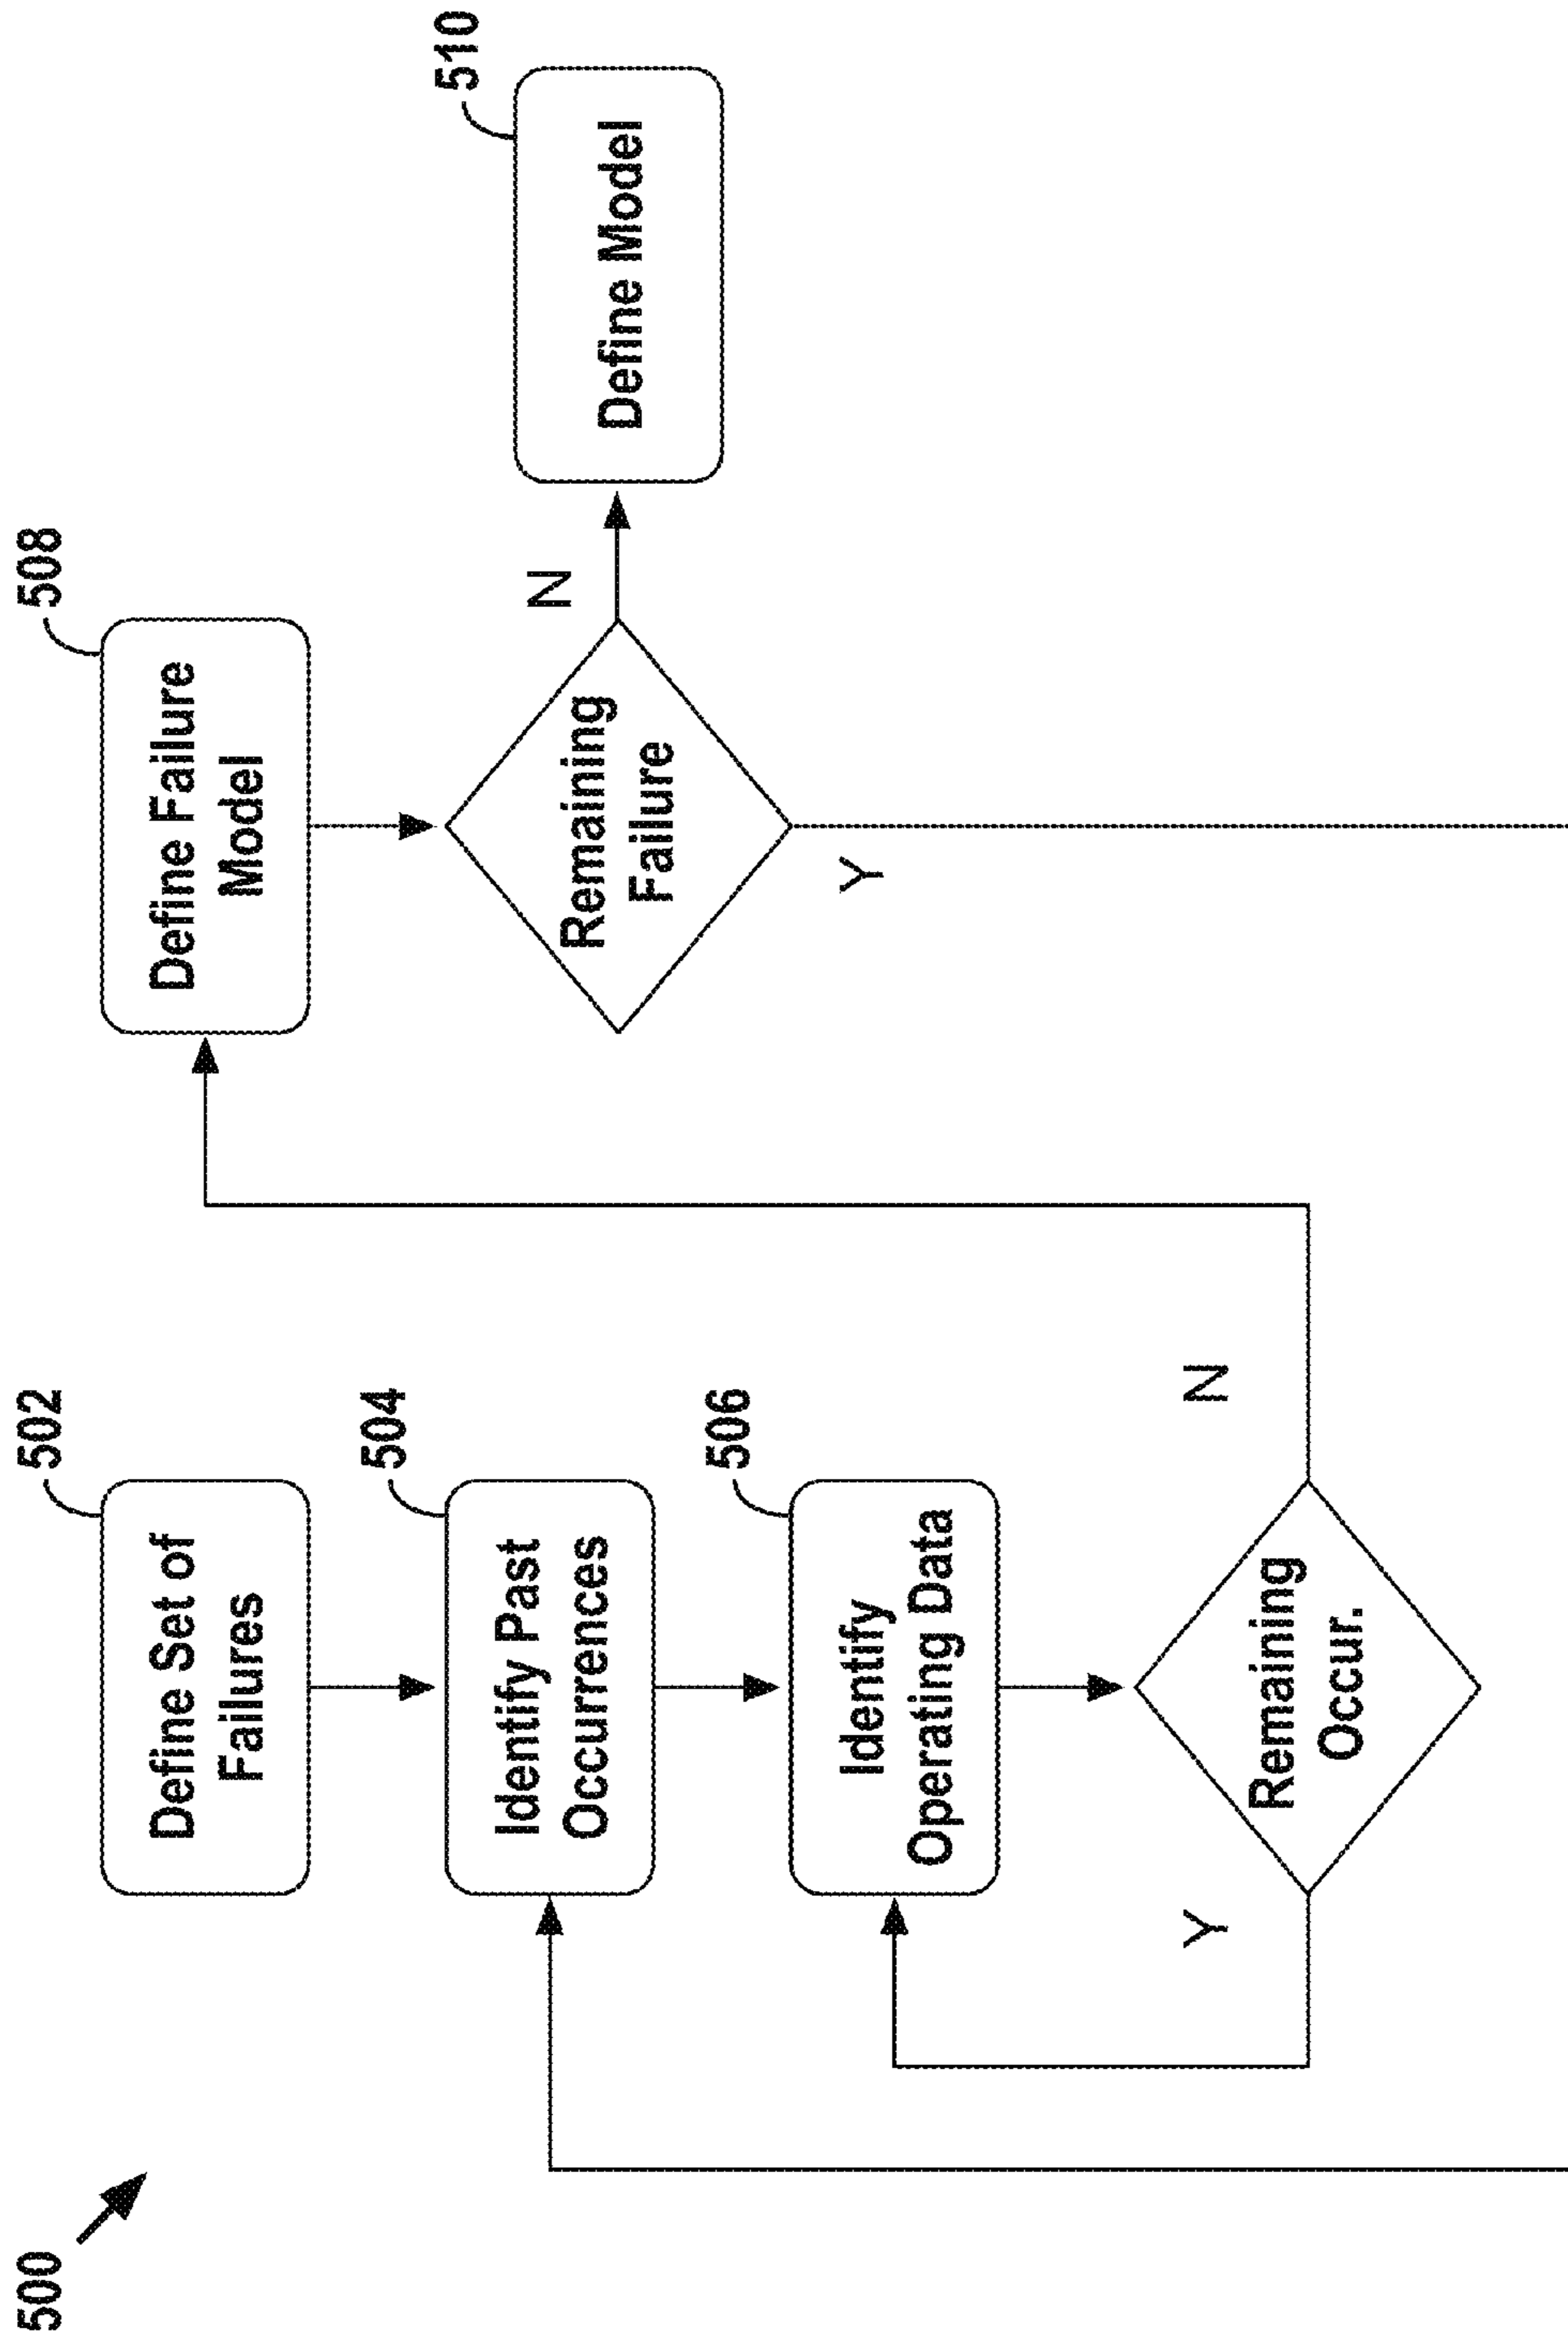 500
502
Define Set of
Failures
504
Identify Past
Occurrences
506
Identify
Operating Data
Remaining
Occur.
Y
N
508
Define Failure
Model
Remaining
Failure
N
Y
510
Define Model